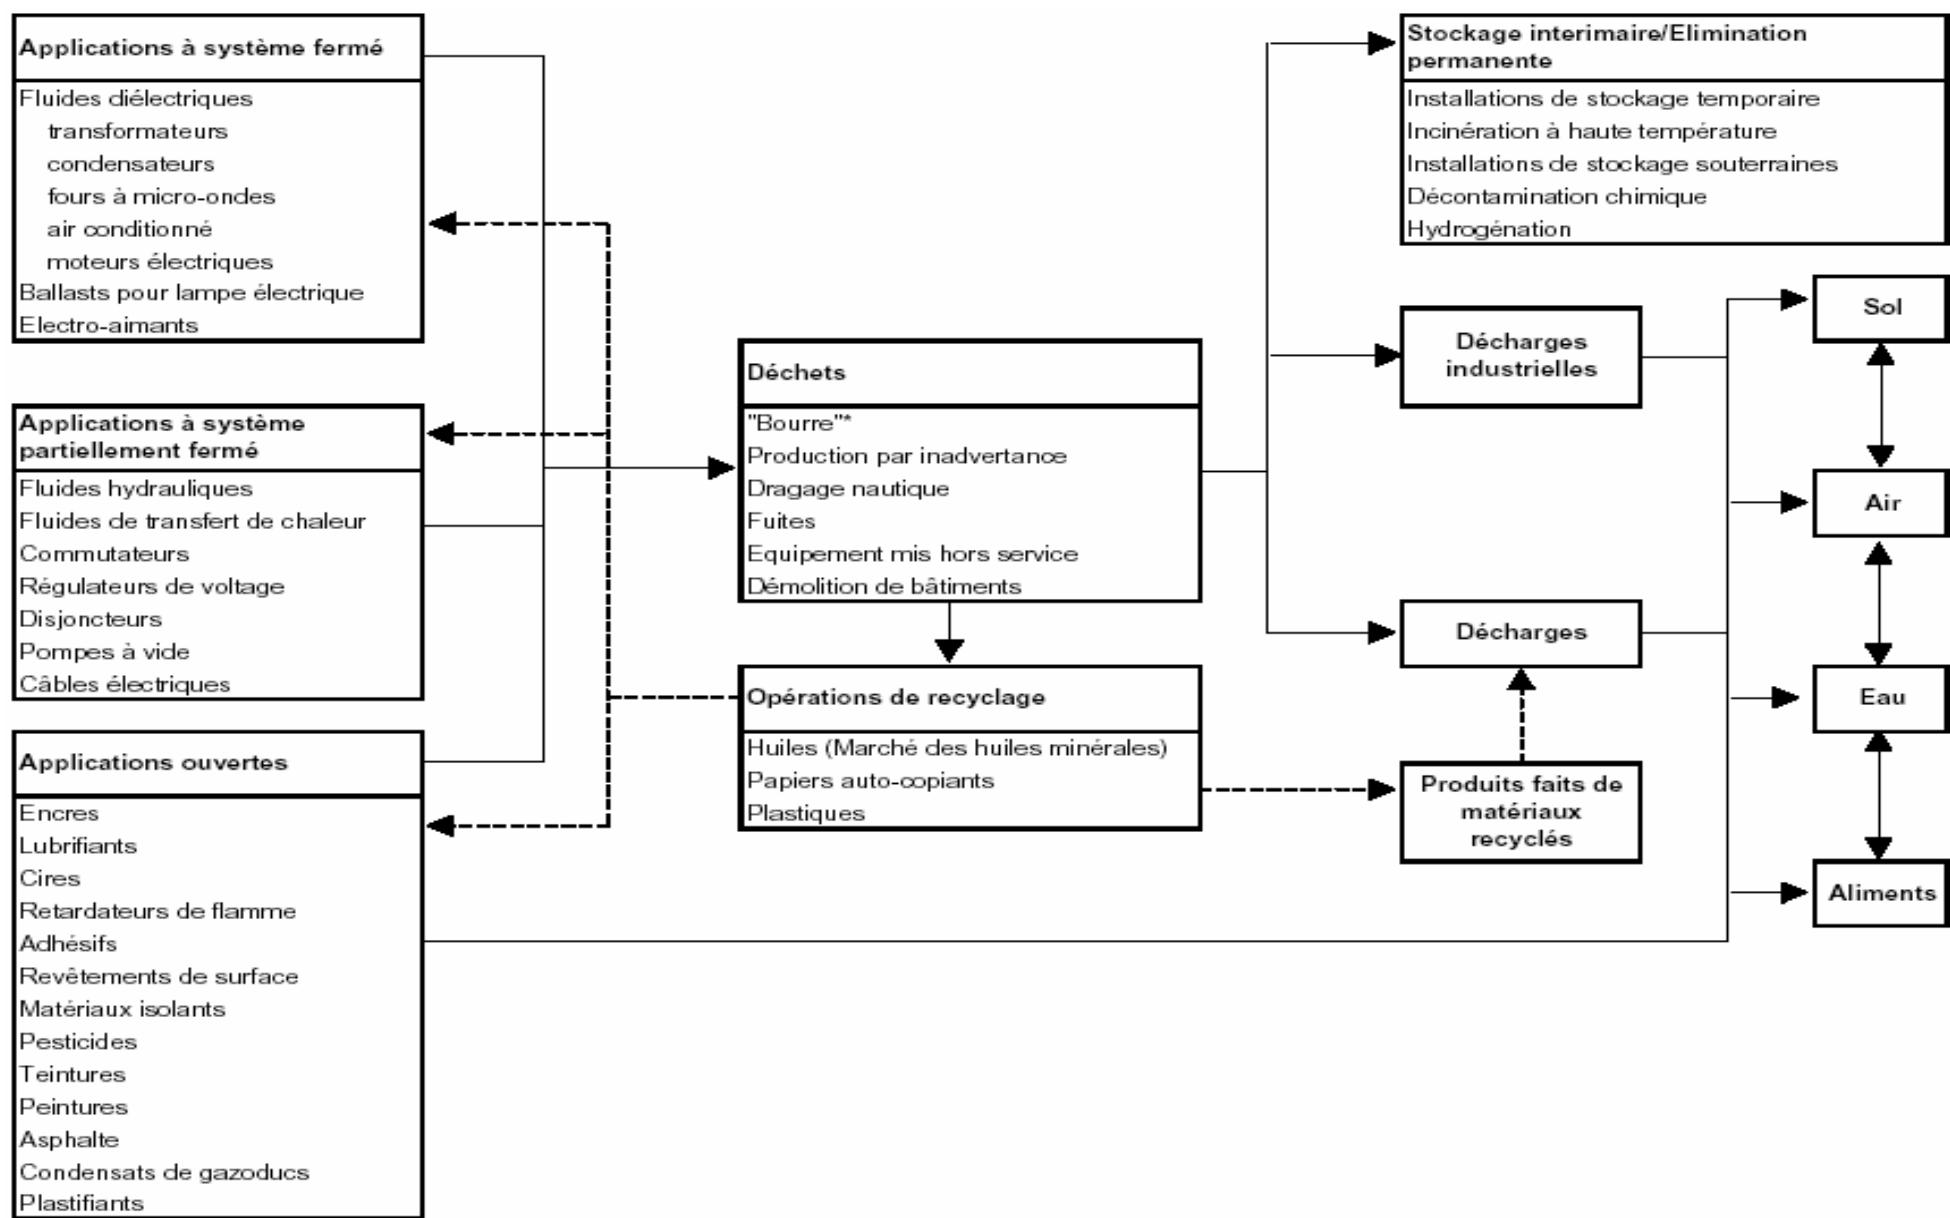 Applications à système fermé
Fluides diélectriques
transformateurs
condensateurs
fours à micro-ondes
air conditionné
moteurs électriques
Ballasts pour lampe électrique
Electro-aimants
Applications à système
partiellement fermé
Fluides hydrauliques
Fluides de transfert de chaleur
Commutateurs
Régulateurs de voltage
Disjoncteurs
Pompes à vide
Câbles électriques
Applications ouvertes
Encres
Lubrifiants
Cires
Retardateurs de flamme
Adhésifs
Revêtements de surface
Matériaux isolants
Pesticides
Teintures
Peintures
Asphalte
Condensats de gazoducs
Plastifiants
Déchets
"Bourre"*
Production par inadvertance
Dragage nautique
Fuites
Equipement mis hors service
Démolition de bâtiments
Opérations de recyclage
Huiles (Marché des huiles minérales)
Papiers auto-copiants
Plastiques
Stockage interimaire/Elimination
permanente
Installations de stockage temporaire
Incinération à haute température
Installations de stockage souterraines
Décontamination chimique
Hydrogénation
Décharges
industrielles
Décharges
Produits faits de
matériaux
recyclés
Sol
Air
Eau
Aliments